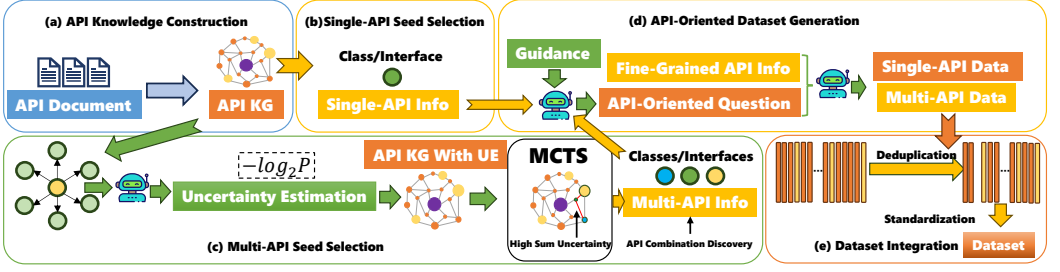 (a) API Knowledge Construction
API Document
API KG
(b)Single-API Seed Selection
Class/Interface
Single-API Info
(d) API-Oriented Dataset Generation
Guidance
Fine-Grained API Info
API-Oriented Question
Single-API Data
Multi-API Data
(c) Multi-API Seed Selection
−log₂P
Uncertainty Estimation
API KG With UE
MCTS
High Sum Uncertainty
Classes/Interfaces
Multi-API Info
API Combination Discovery
Deduplication
...
...
Standardization
(e) Dataset Integration
Dataset